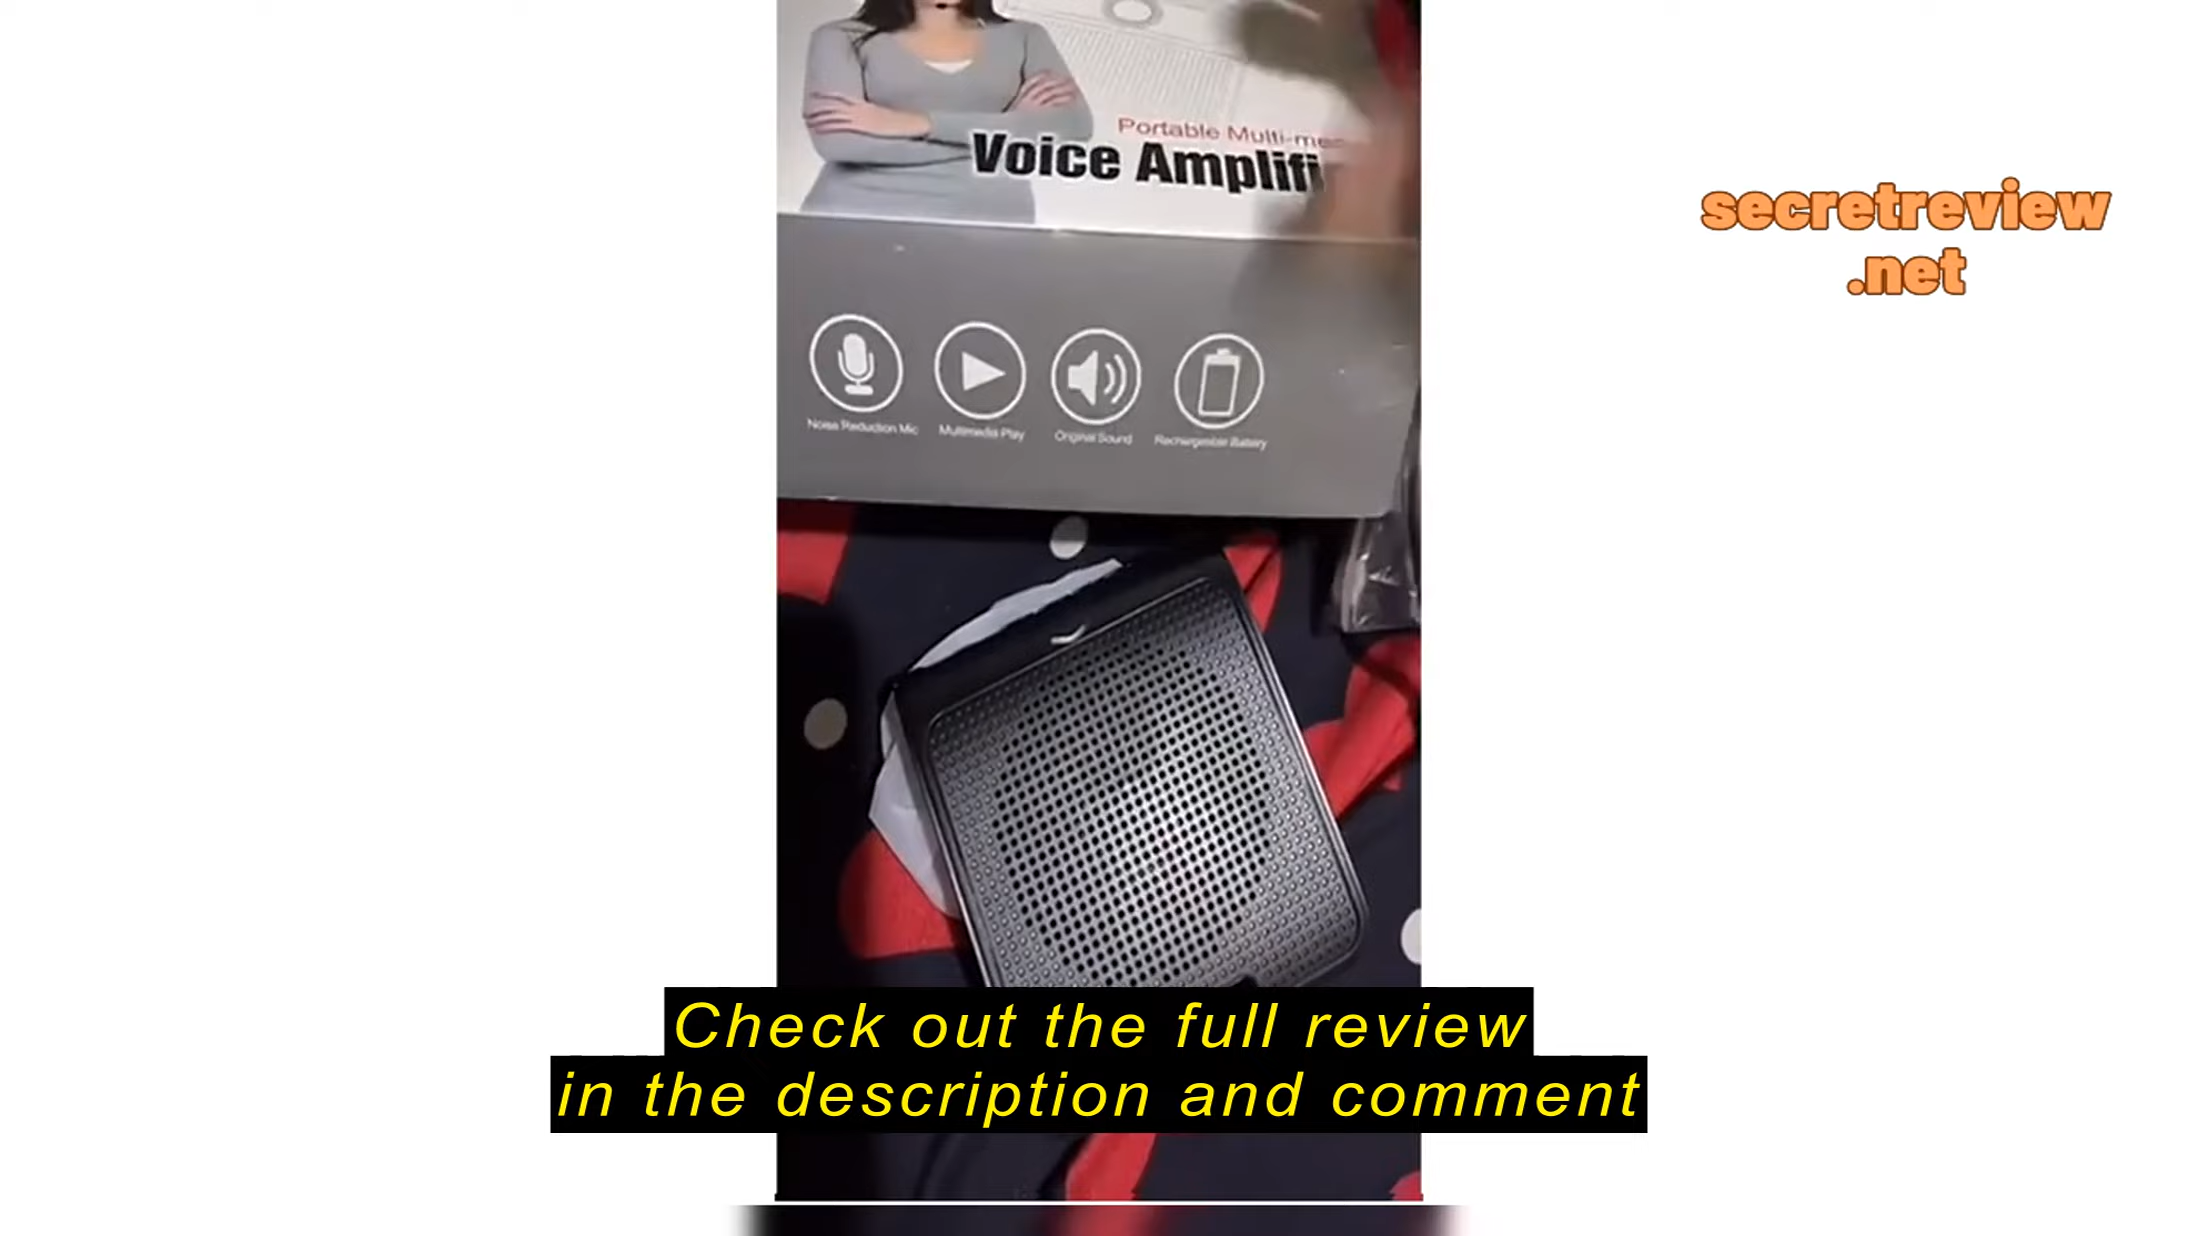 Portable Multi-me
Voice Amplifi
secretreview
.net
Noise Reduction Mic
Multimedia Play
Original Sound
Rechargeable Battery
Check out the full review
in the description and comment